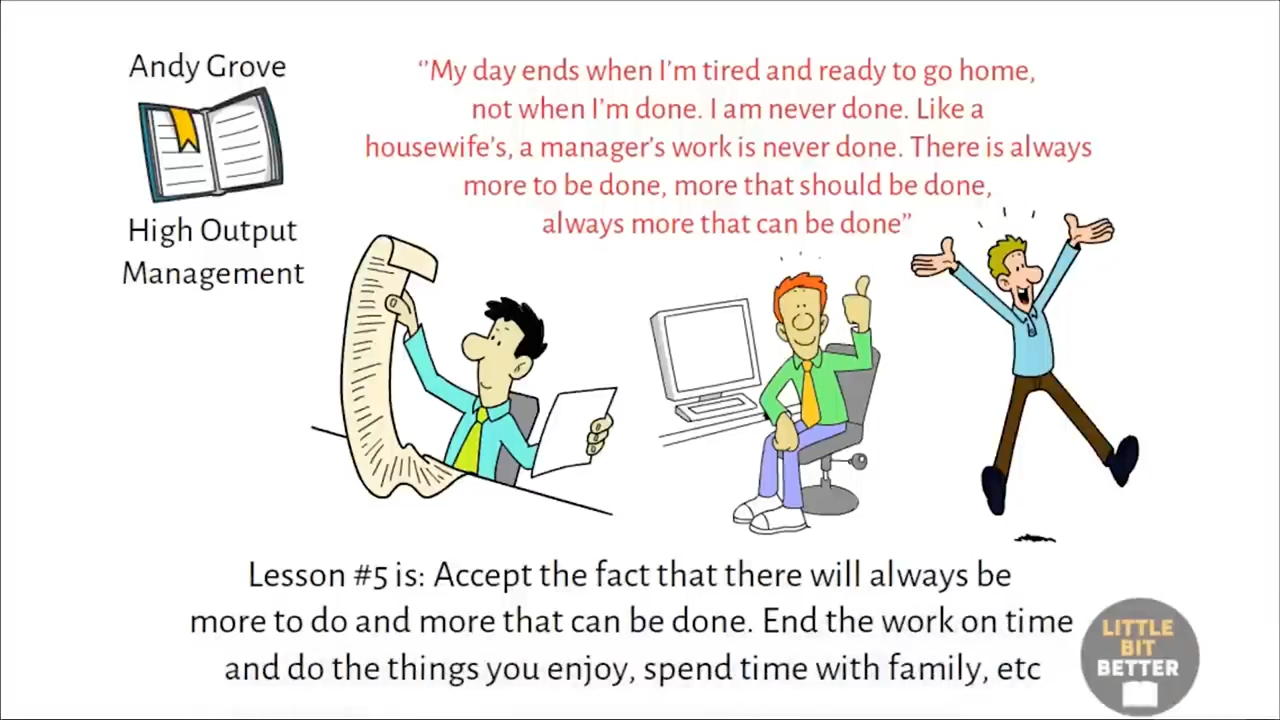 Andy Grove
High Output
Management
‘'My day ends when I'm tired and ready to go home,
not when I'm done. I am never done. Like a
housewife's, a manager's work is never done. There is always
more to be done, more that should be done,
always more that can be done”
Lesson #5 is: Accept the fact that there will always be
more to do and more that can be done. End the work on time
and do the things you enjoy, spend time with family, etc
LITTLE
BIT
BETTER